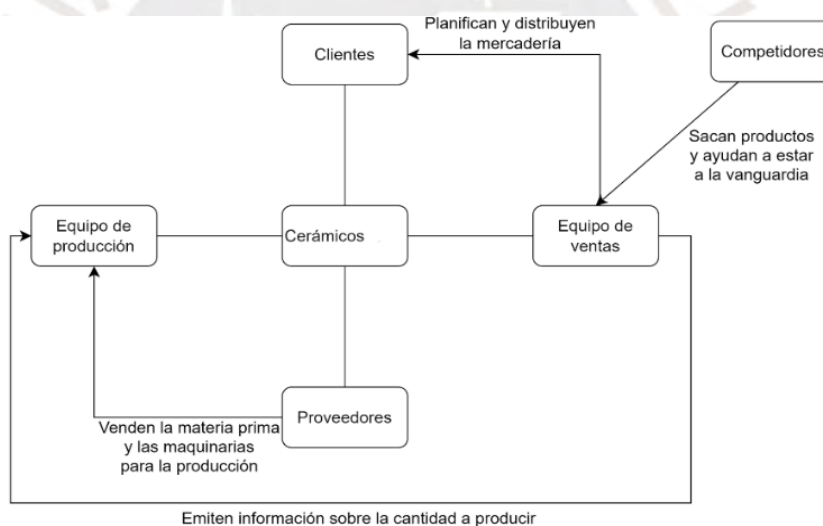 Planifican y distribuyen
la mercadería
Clientes
Competidores
Sacan productos
y ayudan a estar
a la vanguardia
Equipo de
producción
Cerámicos
Equipo de
ventas
Proveedores
Venden la materia prima
y las maquinarias
para la producción
Emiten información sobre la cantidad a producir